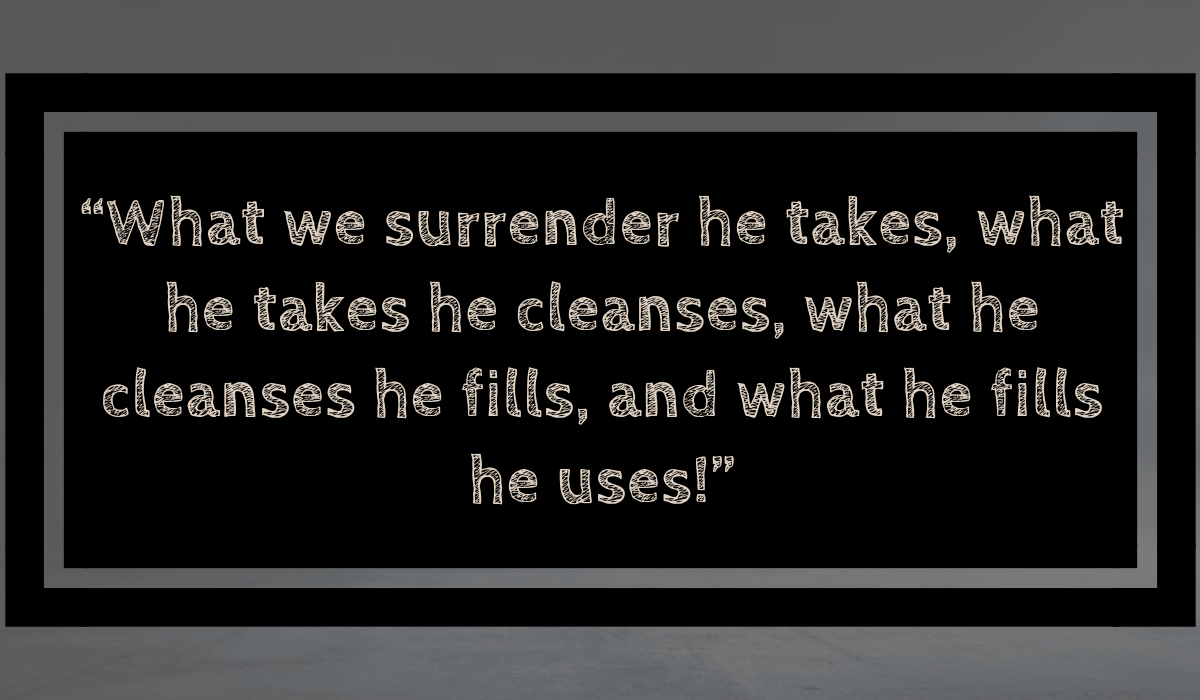 “What we surrender he takes, what
he takes he cleanses, what he
cleanses he fills, and what he fills
he uses!”